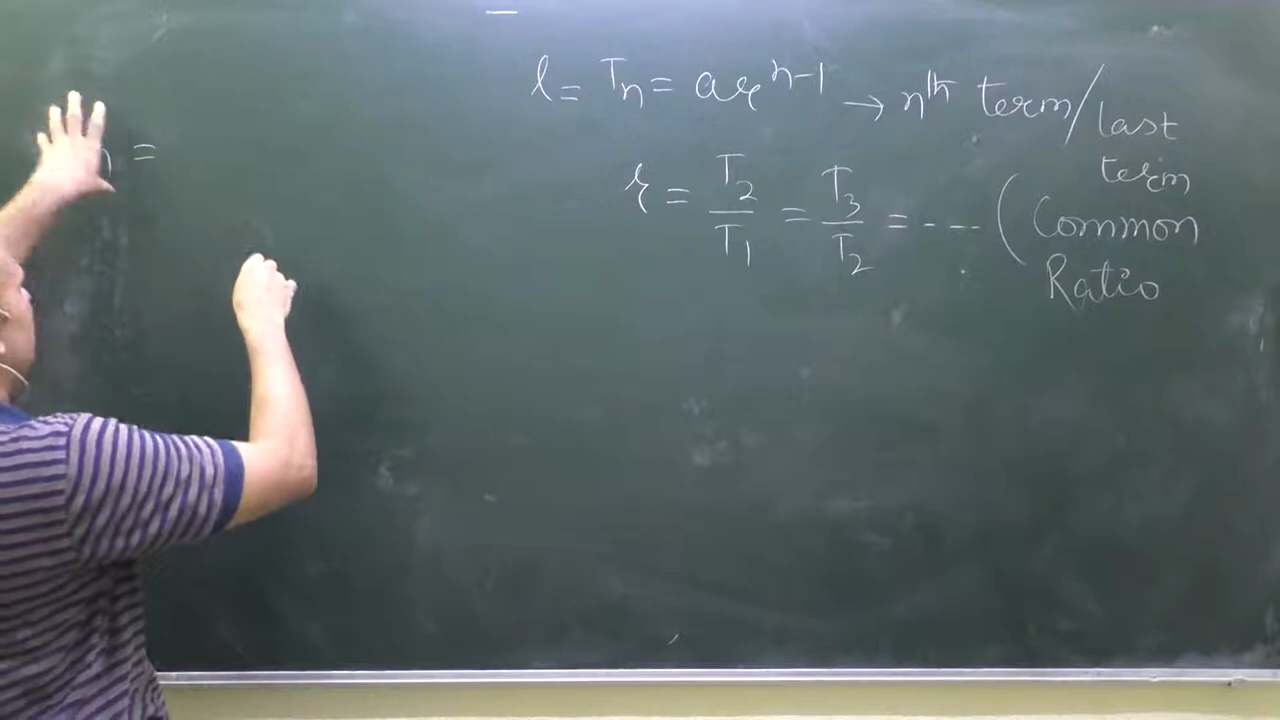 n =
l = Tn = ar^(n-1) → nth term/last term
r = T2/T1 = T3/T2 = ---- (Common
Ratio